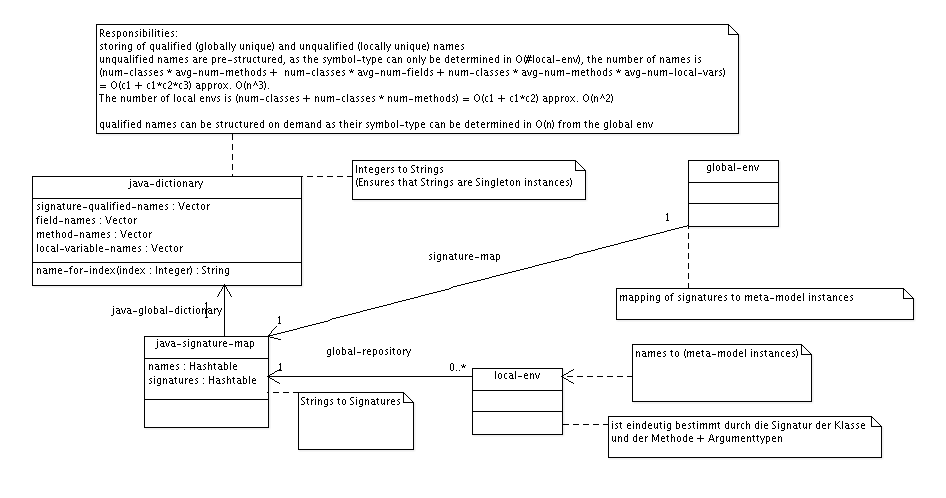 Responsibilities:
storing of qualified (globally unique) and unqualified (locally unique) names
unqualified names are pre-structured, as the symbol-type can only be determined in O(#local-env), the number of names is
(num-classes * avg-num-methods + num-classes * avg-num-fields + num-classes * avg-num-methods * avg-num-local-vars)
= O(c1 + c1*c2*c3) approx. O(n^3).
The number of local envs is (num-classes + num-classes * num-methods) = O(c1 + c1*c2) approx. O(n^2)
qualified names can be structured on demand as their symbol-type can be determined in O(n) from the global env
Integers to Strings
(Ensures that Strings are Singleton instances)
global-env
java-dictionary
signature-qualified-names : Vector
field-names : Vector
method-names : Vector
local-variable-names : Vector
name-for-index(index : Integer) : String
1
signature-map
mapping of signatures to meta-model instances
java-global-dictionary
1
1
java-signature-map
names : Hashtable
signatures : Hashtable
global-repository
1
0..*
local-env
names to (meta-model instances)
Strings to Signatures
ist eindeutig bestimmt durch die Signatur der Klasse
und der Methode + Argumenttypen